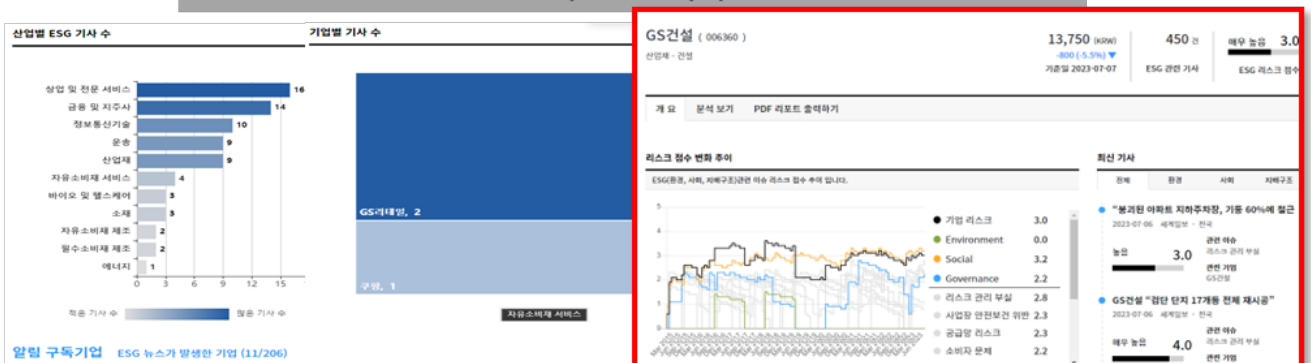 산업별 ESG 기사 수
상업 및 전문 서비스 16
금융 및 지주사 14
정보통신기술 10
운송 9
산업재 9
자유소비재 서비스 4
바이오 및 헬스케어 3
소재 3
자유소비재 제조 2
필수소비재 제조 2
에너지 1
0 3 6 9 12 15
적은 기사 수 많은 기사 수
알림 구독기업 ESG 뉴스가 발생한 기업 (11/206)
기업별 기사 수
GS리테일, 2
구영, 1
자유소비재 서비스
GS건설 ( 006360 )
산업재 - 건설
13,750 (KRW)
-800 (-5.5%) ▼
기준일 2023-07-07
450 건
ESG 관련 기사
매우 높음 3.0
ESG 리스크 점수
개 요 분석 보기 PDF 리포트 출력하기
리스크 점수 변화 추이
ESG(환경, 사회, 지배구조)관련 이슈 리스크 점수 추이 입니다.
5
4
3
2
1
0
기업 리스크 3.0
Environment 0.0
Social 3.2
Governance 2.2
리스크 관리 부실 2.8
사업장 안전보건 위반 2.3
공급망 리스크 2.3
소비자 문제 2.2
최신 기사
전체 환경 사회 지배구조
“붕괴된 아파트 지하주차장, 기둥 60%에 철근
2023-07-06 세계일보 · 전국
높음 3.0
관련 이슈
리스크 관리 부실
관련 기업
GS건설
GS건설 “검단 단지 17개동 전체 재시공”
2023-07-06 세계일보 · 전국
매우 높음 4.0
관련 이슈
리스크 관리 부실
관련 기업